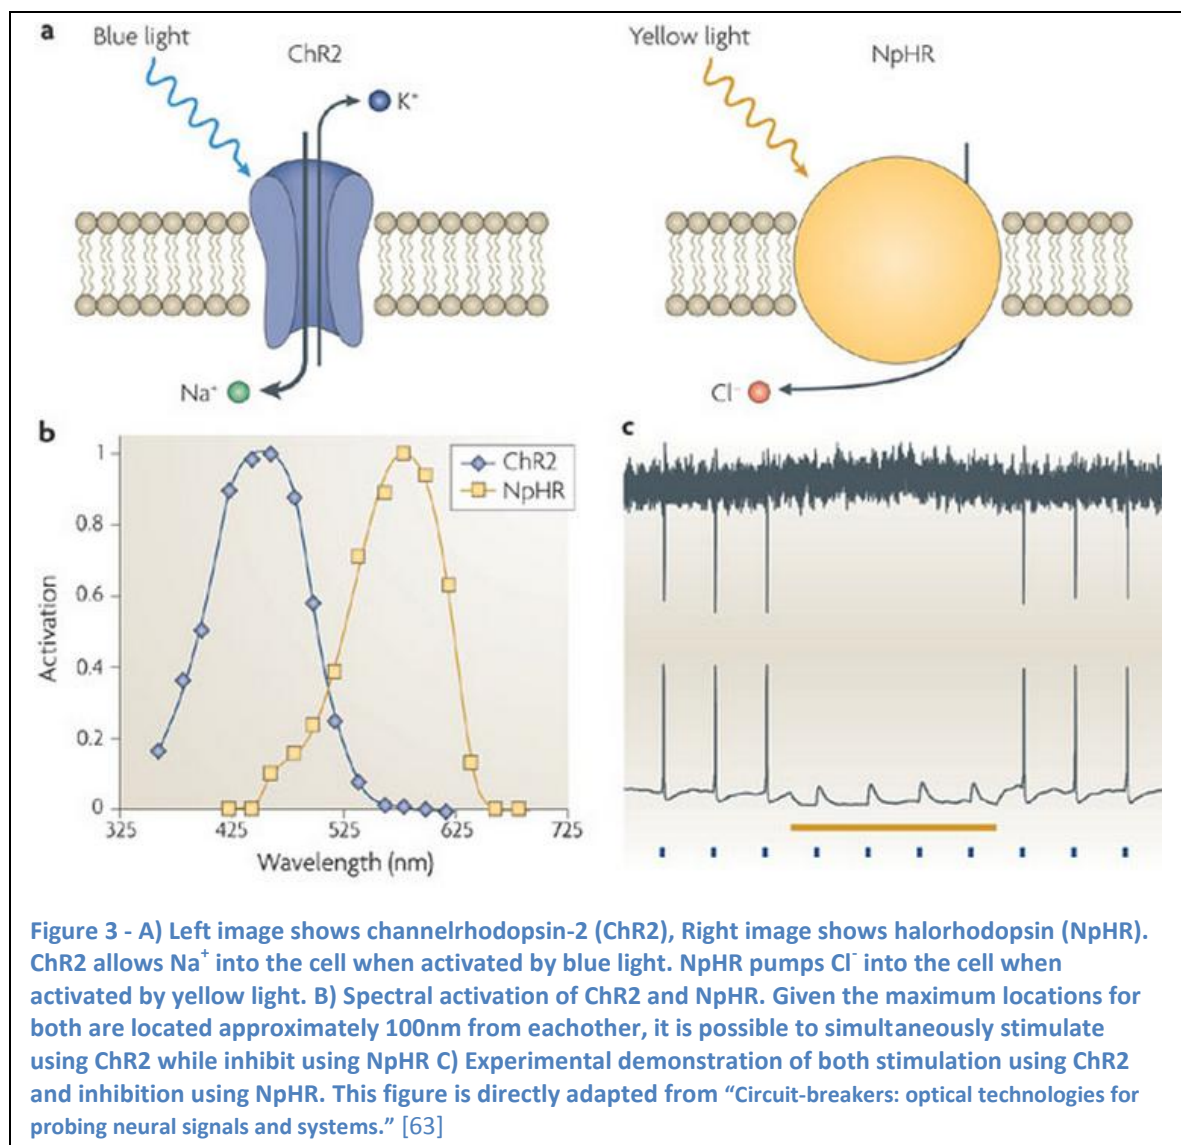 a
Blue light
ChR2
K+
Na+
Yellow light
NpHR
Cl-
b
1
0.8
0.6
0.4
0.2
0
Activation
325
425
525
625
725
Wavelength (nm)
ChR2
NpHR
c
Figure 3 - A) Left image shows channelrhodopsin-2 (ChR2), Right image shows halorhodopsin (NpHR).
ChR2 allows Na+ into the cell when activated by blue light. NpHR pumps Cl- into the cell when
activated by yellow light. B) Spectral activation of ChR2 and NpHR. Given the maximum locations for
both are located approximately 100nm from eachother, it is possible to simultaneously stimulate
using ChR2 while inhibit using NpHR C) Experimental demonstration of both stimulation using ChR2
and inhibition using NpHR. This figure is directly adapted from “Circuit-breakers: optical technologies for
probing neural signals and systems.” [63]